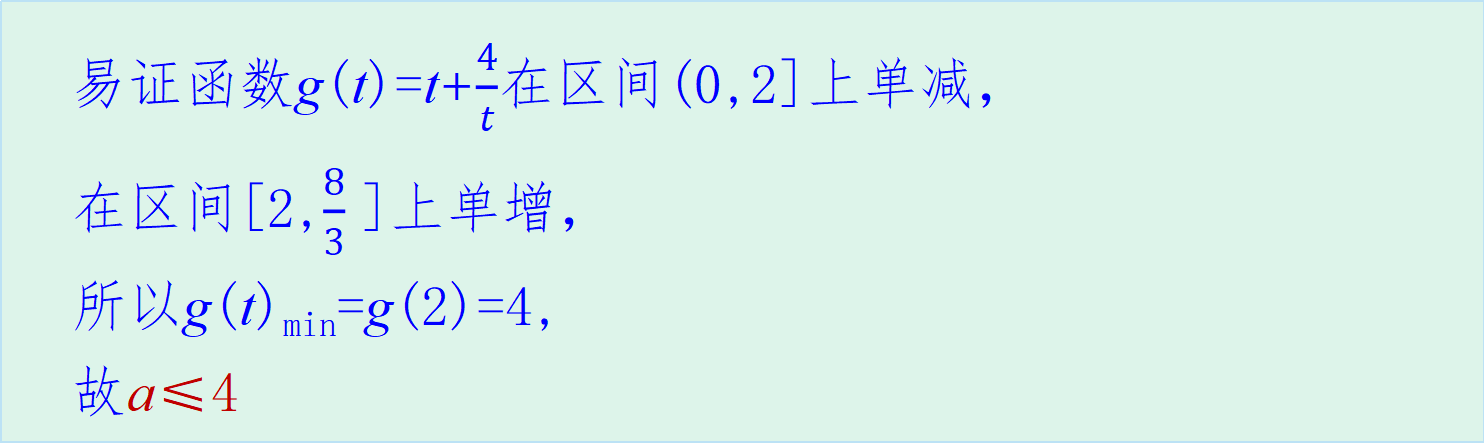 易证函数g(t)=t+4/t在区间(0,2]上单减，
在区间[2,8/3 ]上单增，
所以g(t)min=g(2)=4,
故a≤4